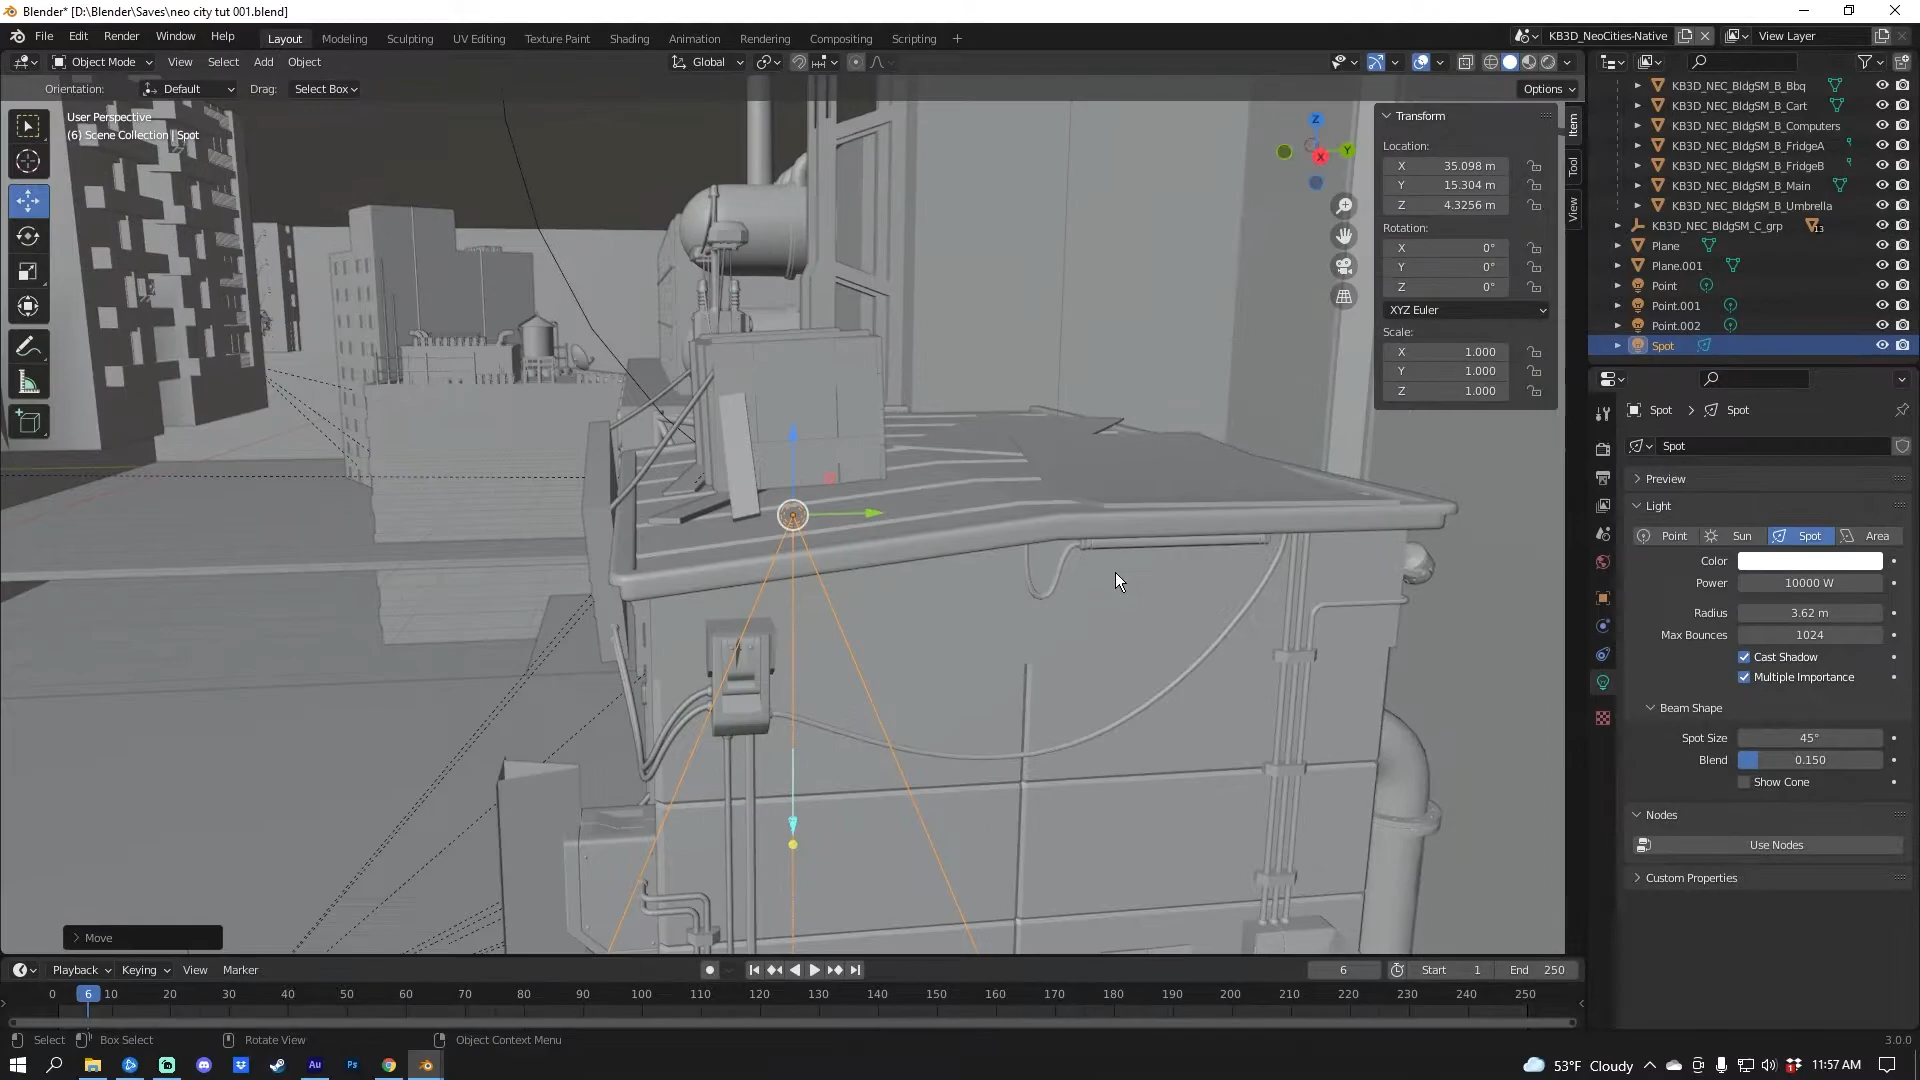 Blender* [D:\Blender\Saves\neo city tut 001.blend]
File Edit Render Window Help Layout Modeling Sculpting UV Editing Texture Paint Shading Animation Rendering Compositing Scripting + KB3D_NeoCities-Native View Layer
Object Mode View Select Add Object Global
Orientation: Default Drag: Select Box Options
User Perspective
(6) Scene Collection | Spot
Z
Y
X
Transform
Location:
X 35.098 m
Y 15.304 m
Z 4.3256 m
Rotation:
X 0°
Y 0°
Z 0°
XYZ Euler
Scale:
X 1.000
Y 1.000
Z 1.000
Item
Tool
View
KB3D_NEC_BldgSM_B_Bbq
KB3D_NEC_BldgSM_B_Cart
KB3D_NEC_BldgSM_B_Computers
KB3D_NEC_BldgSM_B_FridgeA
KB3D_NEC_BldgSM_B_FridgeB
KB3D_NEC_BldgSM_B_Main
KB3D_NEC_BldgSM_B_Umbrella
KB3D_NEC_BldgSM_C_grp 13
Plane
Plane.001
Point
Point.001
Point.002
Spot
Spot > Spot
Spot
Preview
Light
Point Sun Spot Area
Color
Power 10000 W
Radius 3.62 m
Max Bounces 1024
Cast Shadow
Multiple Importance
Beam Shape
Spot Size 45°
Blend 0.150
Show Cone
Nodes
Use Nodes
Custom Properties
> Move
Playback Keying View Marker 6 Start 1 End 250
0 6 10 20 30 40 50 60 70 80 90 100 110 120 130 140 150 160 170 180 190 200 210 220 230 240 250
Select Box Select Rotate View Object Context Menu 3.0.0
Au Ps 53°F Cloudy 11:57 AM